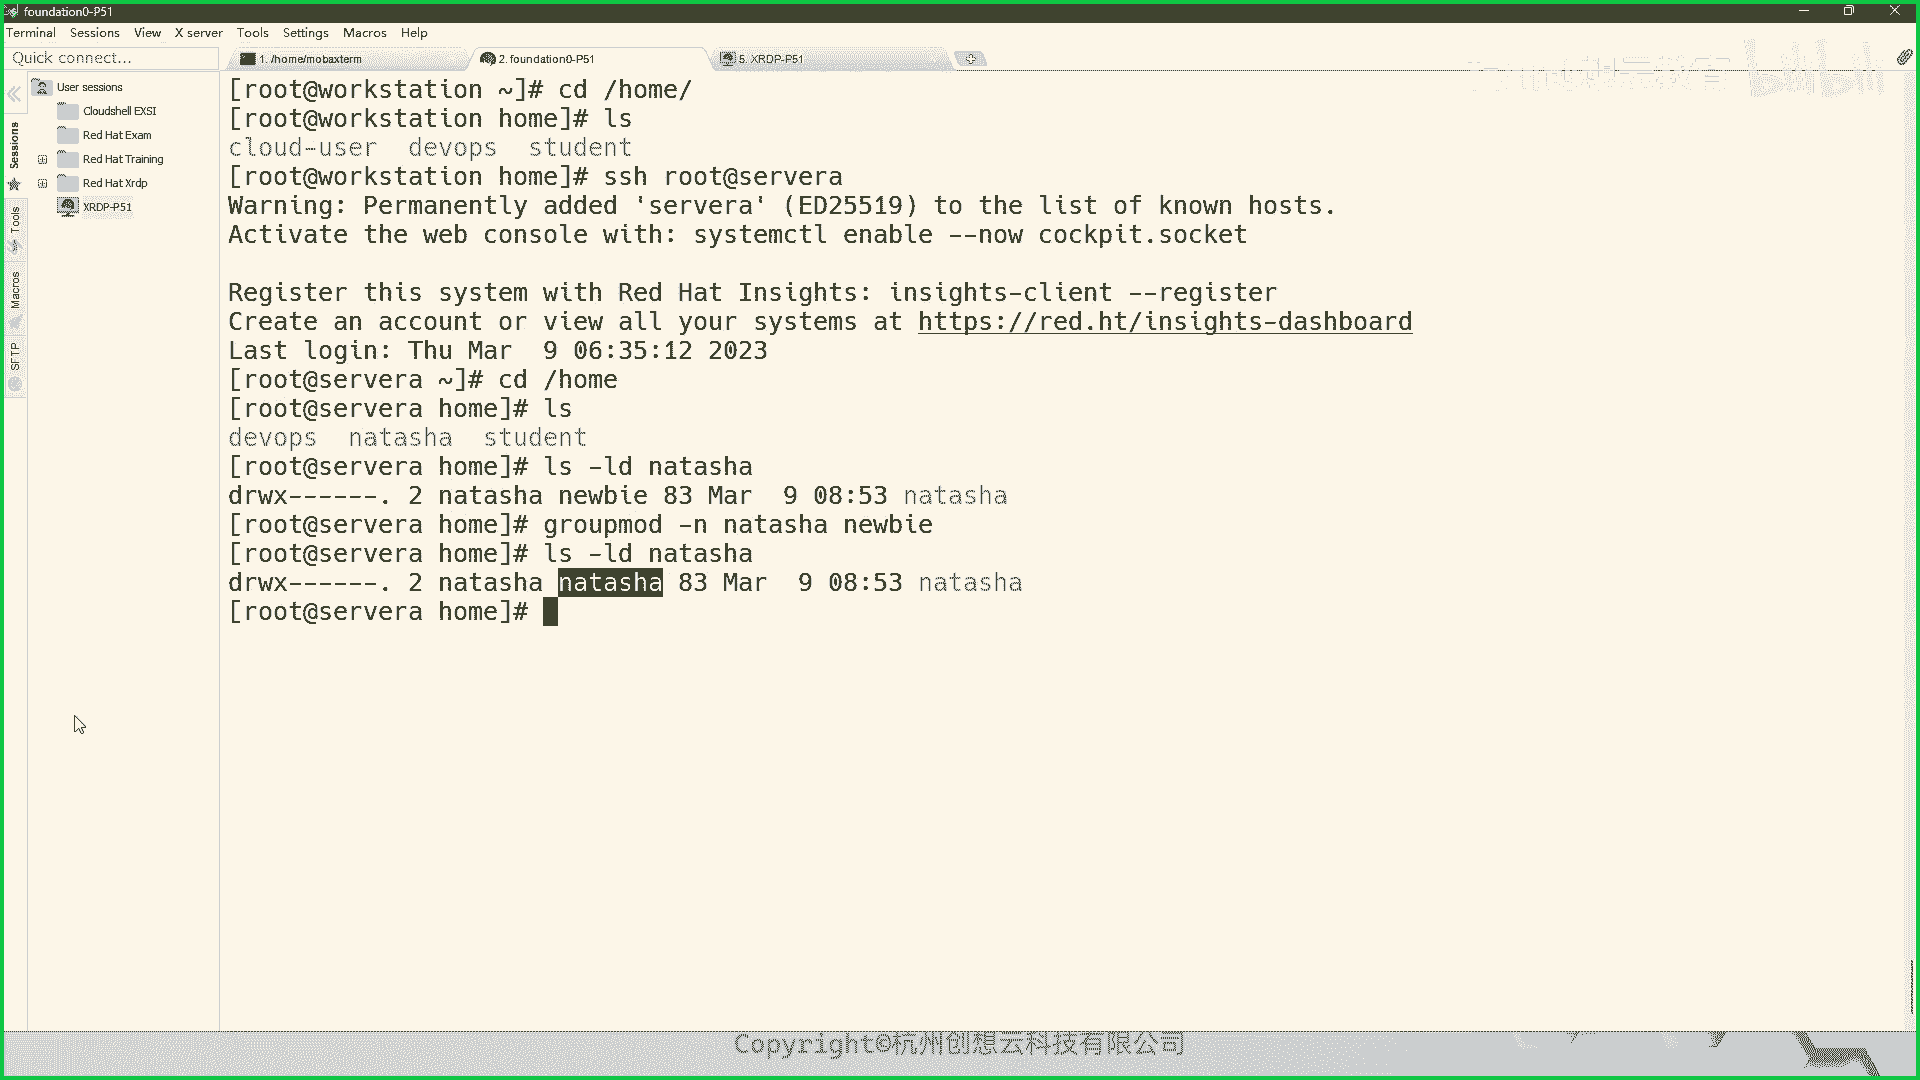 foundation0-P51
Terminal Sessions View X server Tools Settings Macros Help
Quick connect...
1. /home/mobaxterm
2. foundation0-P51
5. XRDP-P51
User sessions
Cloudshell EXSI
Red Hat Exam
Red Hat Training
Red Hat Xrdp
XRDP-P51
Sessions
Tools
Macros
SFTP
[root@workstation ~]# cd /home/
[root@workstation home]# ls
cloud-user devops student
[root@workstation home]# ssh root@servera
Warning: Permanently added 'servera' (ED25519) to the list of known hosts.
Activate the web console with: systemctl enable --now cockpit.socket
Register this system with Red Hat Insights: insights-client --register
Create an account or view all your systems at https://red.ht/insights-dashboard
Last login: Thu Mar  9 06:35:12 2023
[root@servera ~]# cd /home
[root@servera home]# ls
devops natasha student
[root@servera home]# ls -ld natasha
drwx------. 2 natasha newbie 83 Mar  9 08:53 natasha
[root@servera home]# groupmod -n natasha newbie
[root@servera home]# ls -ld natasha
drwx------. 2 natasha natasha 83 Mar  9 08:53 natasha
[root@servera home]#
Copyright©杭州创想云科技有限公司